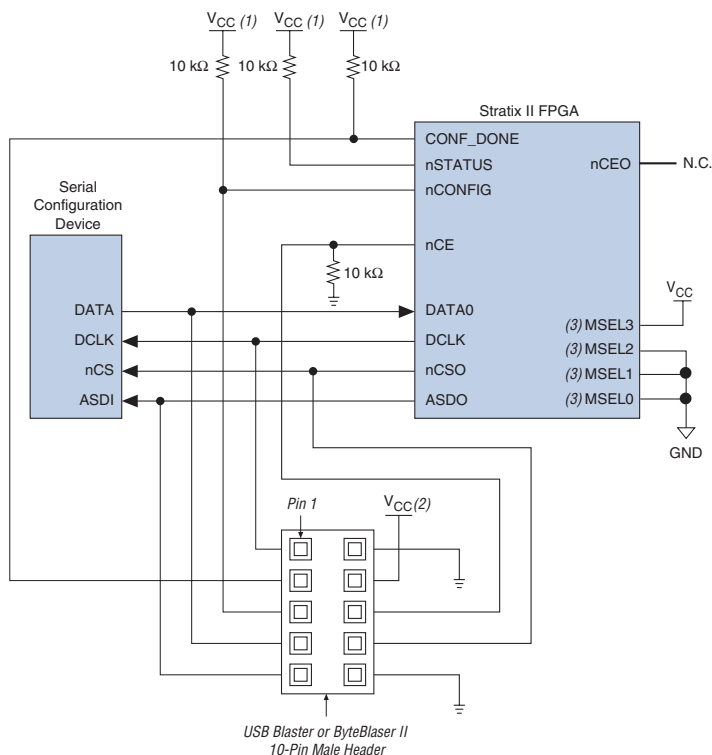 VCC (1) VCC (1) VCC (1)
10 kΩ 10 kΩ 10 kΩ
Stratix II FPGA
CONF_DONE
nSTATUS
nCONFIG
nCE
nCEO
N.C.
10 kΩ
Serial
Configuration
Device
DATA
DCLK
nCS
ASDI
DATA0
DCLK
nCSO
ASDO
VCC
(3) MSEL3
(3) MSEL2
(3) MSEL1
(3) MSEL0
GND
Pin 1
VCC (2)
USB Blaster or ByteBlaser II
10-Pin Male Header